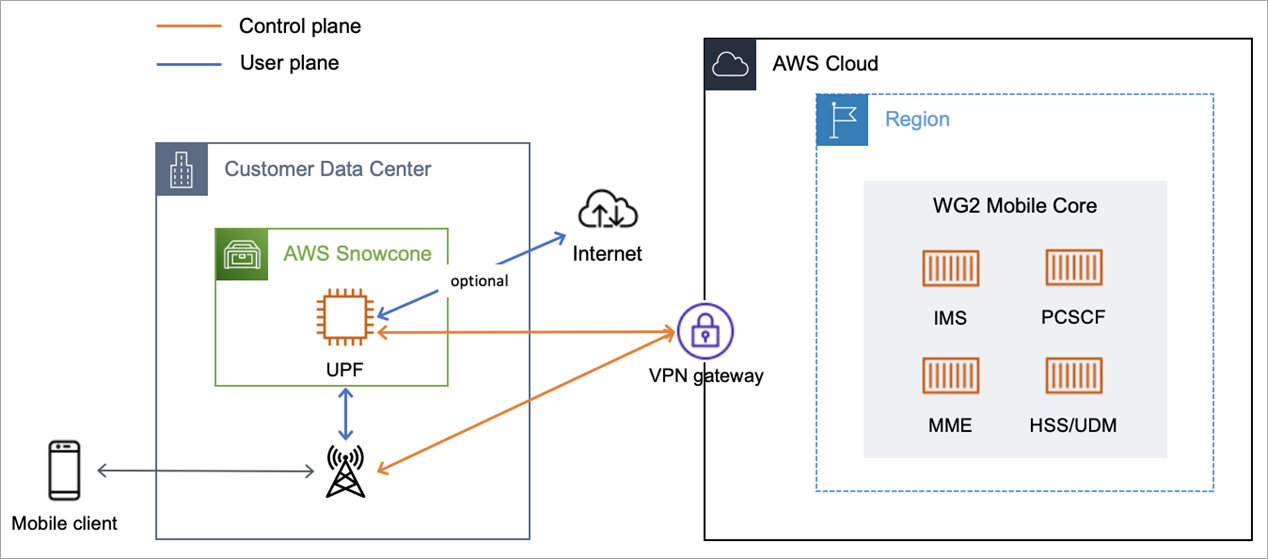 Control plane
User plane
AWS Cloud
Region
Customer Data Center
WG2 Mobile Core
AWS Snowcone
Internet
optional
IMS
PCSCF
UPF
VPN gateway
MME
HSS/UDM
Mobile client